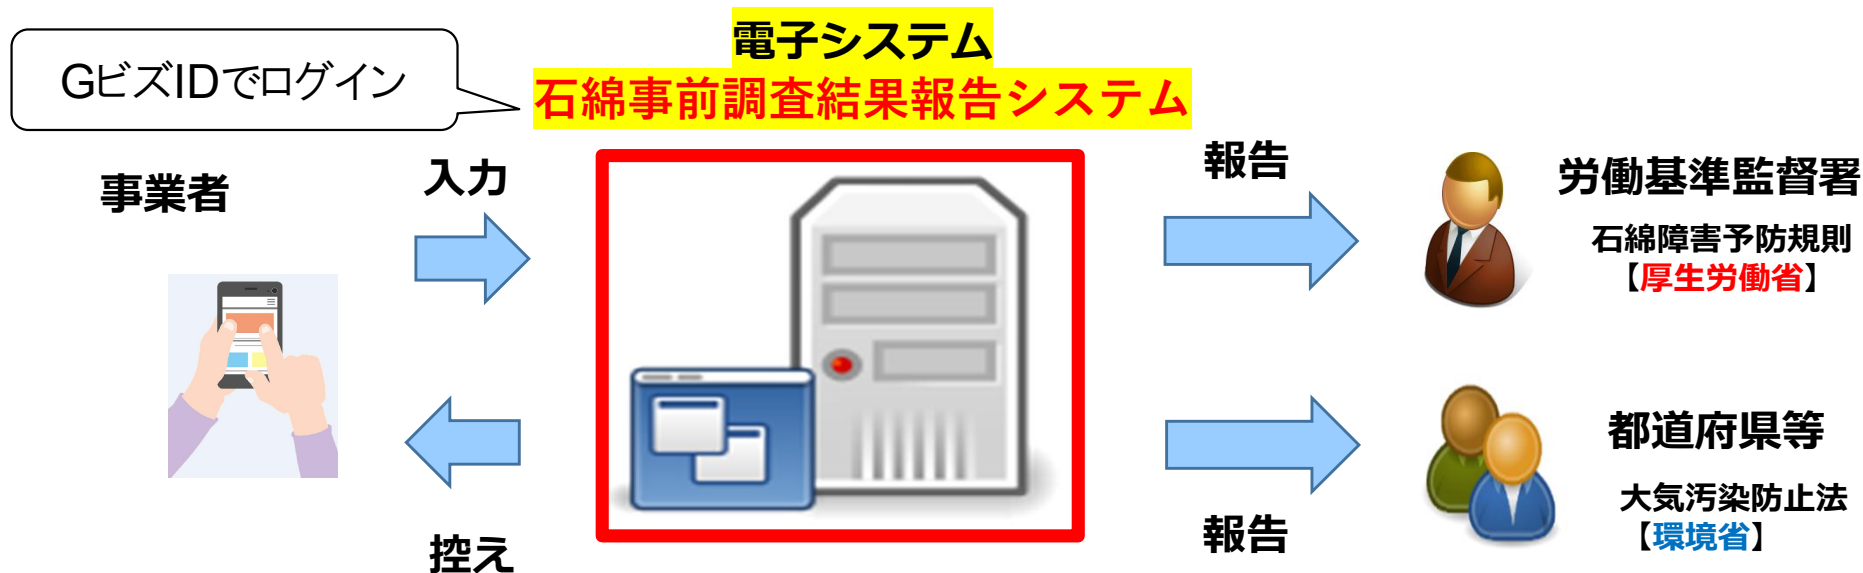 電子システム
GビズIDでログイン
石綿事前調査結果報告システム
事業者
入力
報告
労働基準監督署
石綿障害予防規則
【厚生労働省】
都道府県等
大気汚染防止法
【環境省】
控え
報告